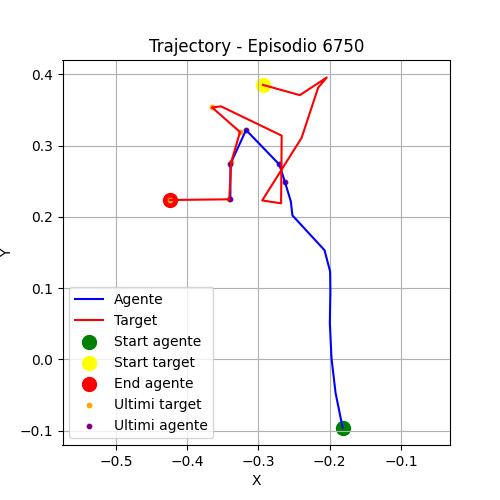 Trajectory - Episodio 6750
0.4
0.3
0.2
0.1
0.0
−0.1
Y
−0.5
−0.4
−0.3
−0.2
−0.1
X
Agente
Target
Start agente
Start target
End agente
Ultimi target
Ultimi agente